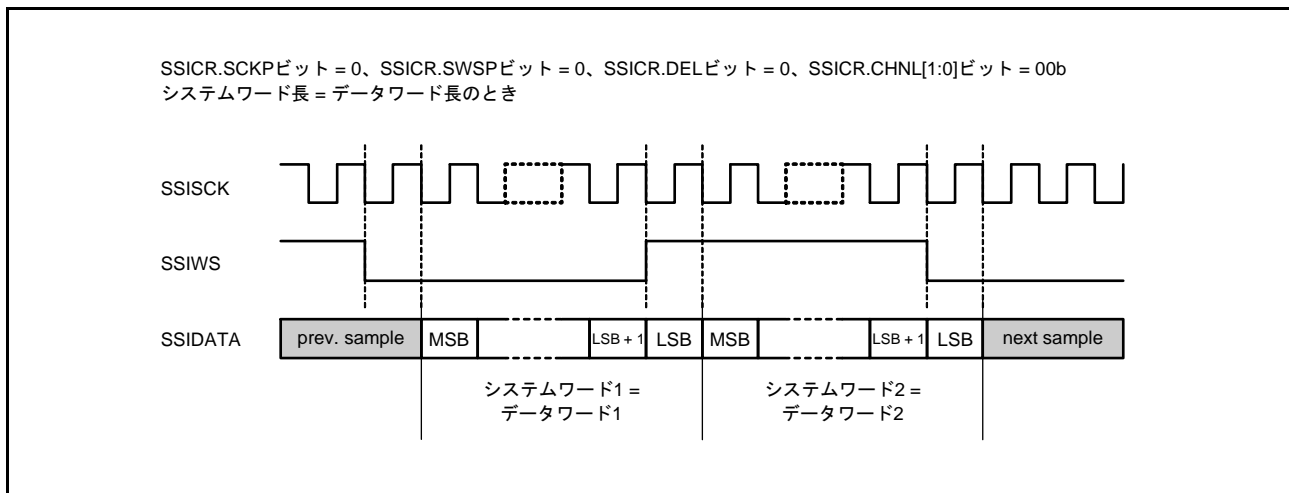 SSICR.SCKPビット = 0、SSICR.SWSPビット = 0、SSICR.DELビット = 0、SSICR.CHNL[1:0]ビット = 00b
システムワード長 = データワード長のとき
SSISCK
SSIWS
SSIDATA
prev. sample MSB LSB + 1 LSB MSB LSB + 1 LSB next sample
システムワード1 =
データワード1
システムワード2 =
データワード2